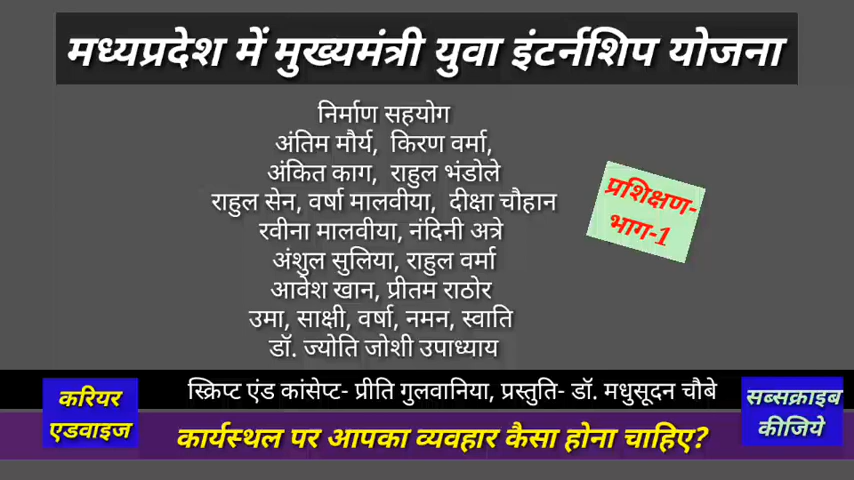 मध्यप्रदेश में मुख्यमंत्री युवा इंटर्नशिप योजना
निर्माण सहयोग
अंतिम मौर्य, किरण वर्मा,
अंकित काग, राहुल भंडोले
राहुल सेन, वर्षा मालवीया, दीक्षा चौहान
रवीना मालवीया, नंदिनी अत्रे
अंशुल सुलिया, राहुल वर्मा
आवेश खान, प्रीतम राठोर
उमा, साक्षी, वर्षा, नमन, स्वाति
डॉ. ज्योति जोशी उपाध्याय
प्रशिक्षण-
भाग-1
करियर
एडवाइज
स्क्रिप्ट एंड कांसेप्ट- प्रीति गुलवानिया, प्रस्तुति- डॉ. मधुसूदन चौबे
सब्सक्राइब
कीजिये
कार्यस्थल पर आपका व्यवहार कैसा होना चाहिए?